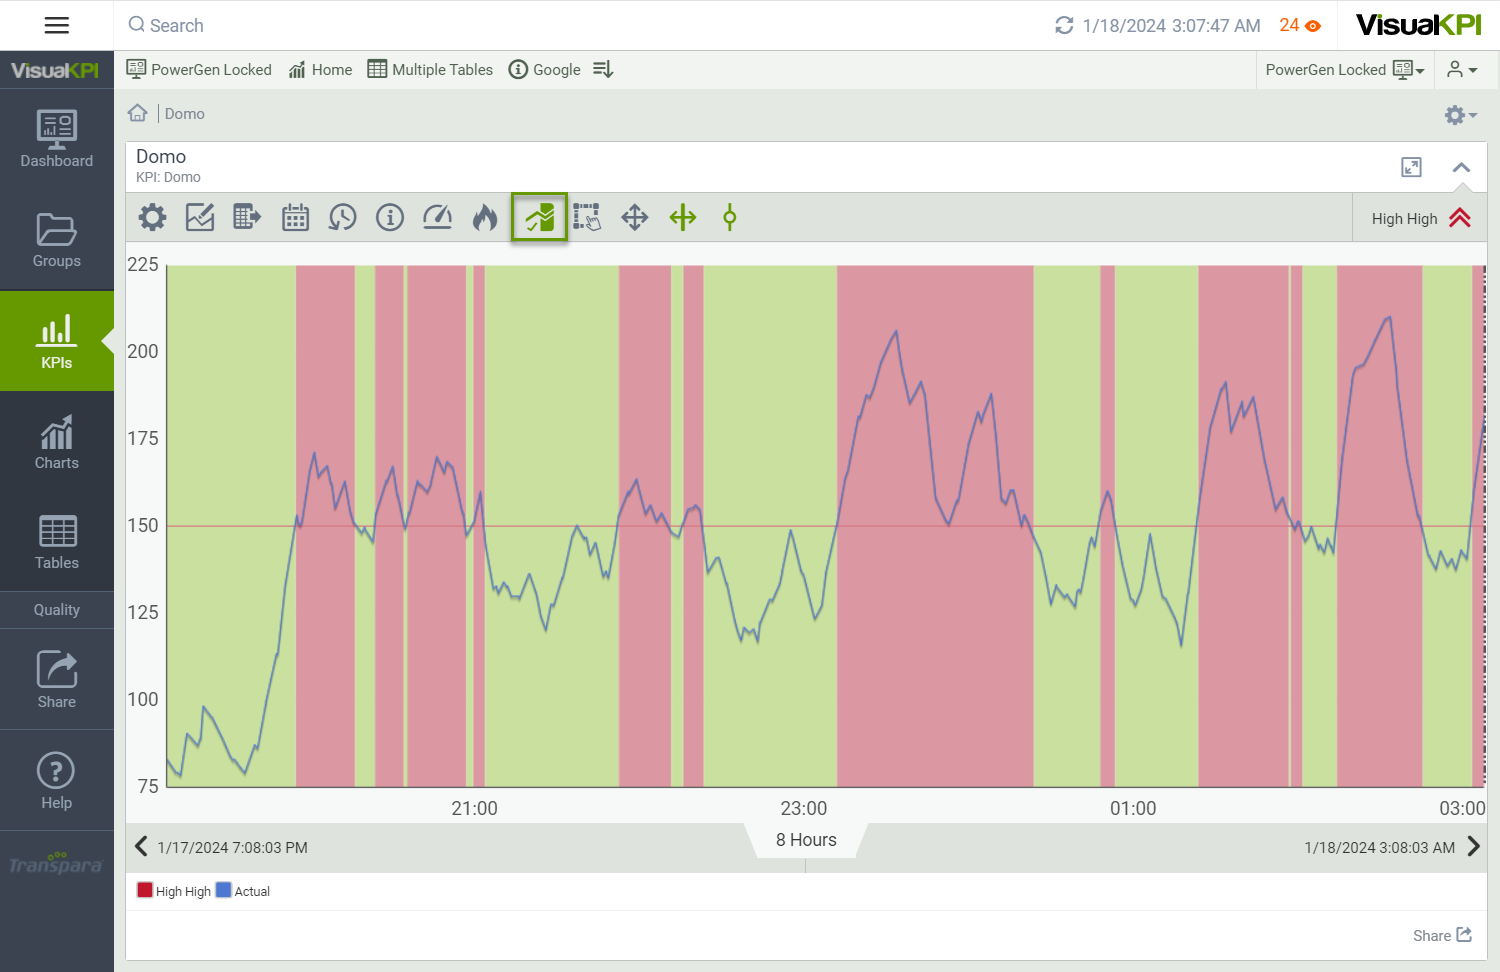 Search
1/18/2024 3:07:47 AM
24
VisualKPI
VisualKPI
PowerGen Locked
Home
Multiple Tables
Google
PowerGen Locked
Dashboard
Groups
KPIs
Charts
Tables
Quality
Share
Help
Transpara
Domo
Domo
KPI: Domo
High High
225
200
175
150
125
100
75
21:00
23:00
01:00
03:00
1/17/2024 7:08:03 PM
8 Hours
1/18/2024 3:08:03 AM
High High
Actual
Share